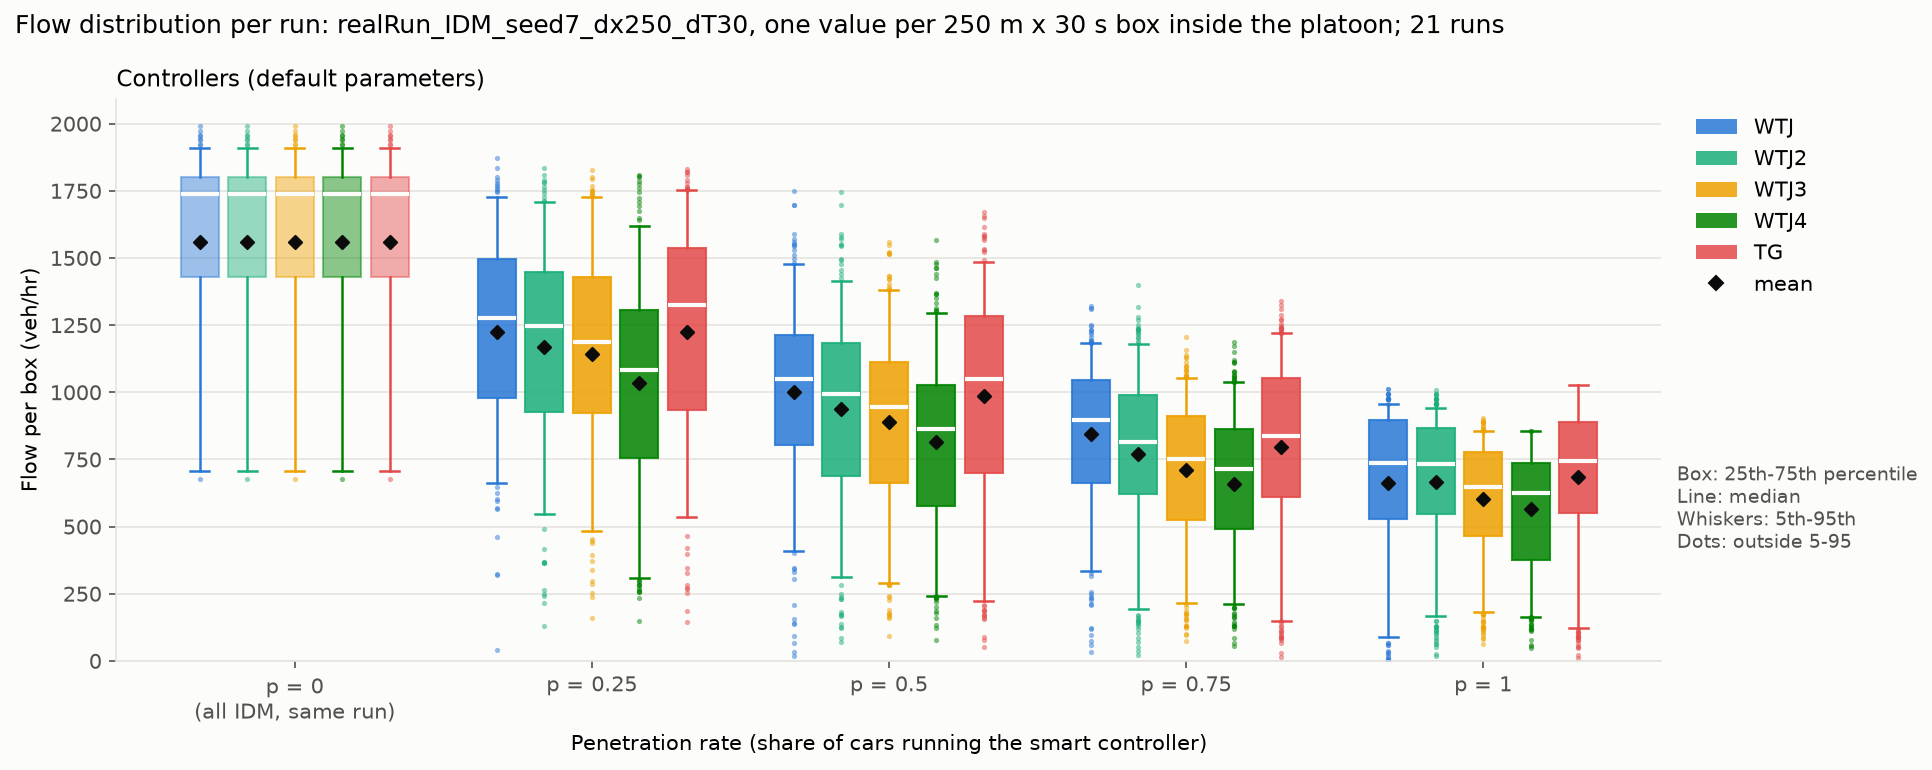 Flow distribution per run: realRun_IDM_seed7_dx250_dT30, one value per 250 m x 30 s box inside the platoon; 21 runs
Controllers (default parameters)
Flow per box (veh/hr)
2000
1750
1500
1250
1000
750
500
250
0
p = 0
(all IDM, same run)
p = 0.25
p = 0.5
p = 0.75
p = 1
Penetration rate (share of cars running the smart controller)
WTJ
WTJ2
WTJ3
WTJ4
TG
mean
Box: 25th-75th percentile
Line: median
Whiskers: 5th-95th
Dots: outside 5-95